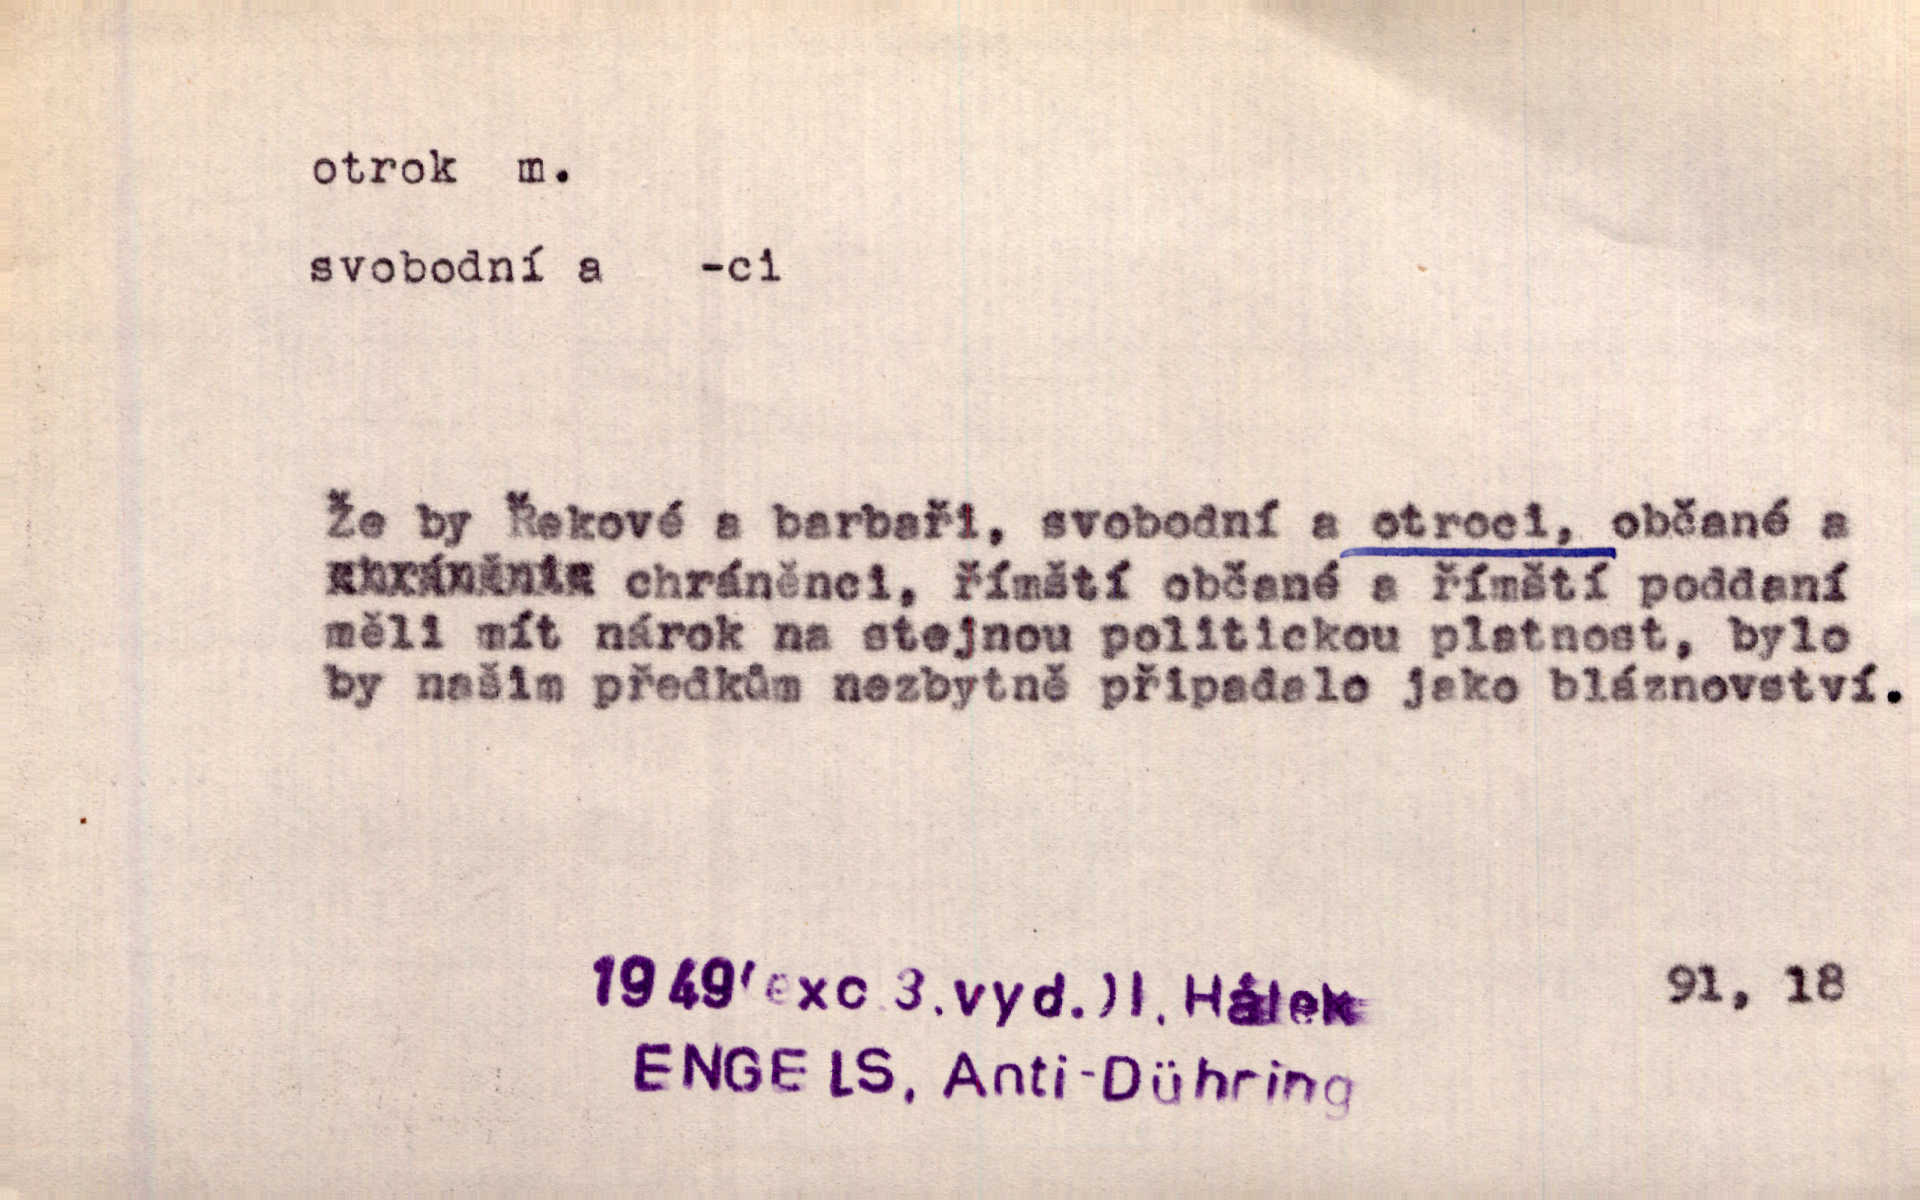 otrok m.
svobodní a -ci
Že by Řekové a barbaři, svobodní a otroci, občané a
chráněnci, římští občané a římští poddaní
měli mít nárok na stejnou politickou platnost, bylo
by našim předkům nezbytně připadalo jako bláznovství.
1949(exc 3.vyd.)I. Hálek 91, 18
ENGELS, Anti-Dühring